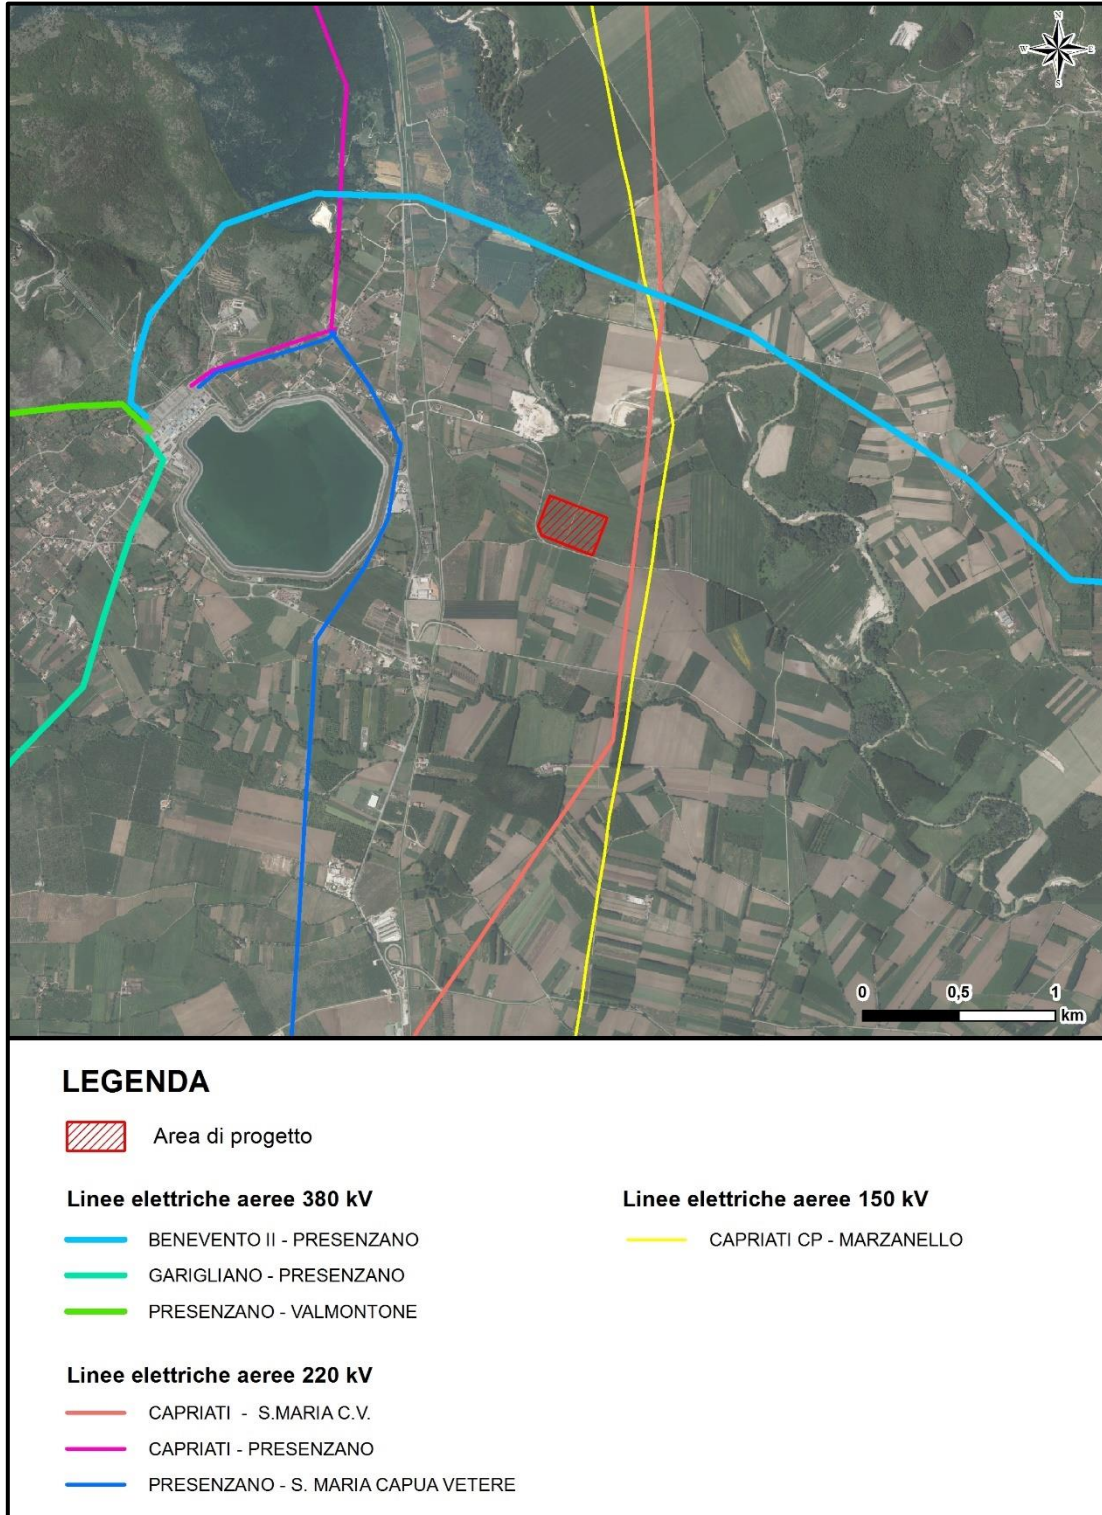 N
W E
S
0 0,5 1
km
LEGENDA
Area di progetto
Linee elettriche aeree 380 kV
BENEVENTO II - PRESENZANO
GARIGLIANO - PRESENZANO
PRESENZANO - VALMONTONE
Linee elettriche aeree 220 kV
CAPRIATI - S.MARIA C.V.
CAPRIATI - PRESENZANO
PRESENZANO - S. MARIA CAPUA VETERE
Linee elettriche aeree 150 kV
CAPRIATI CP - MARZANELLO